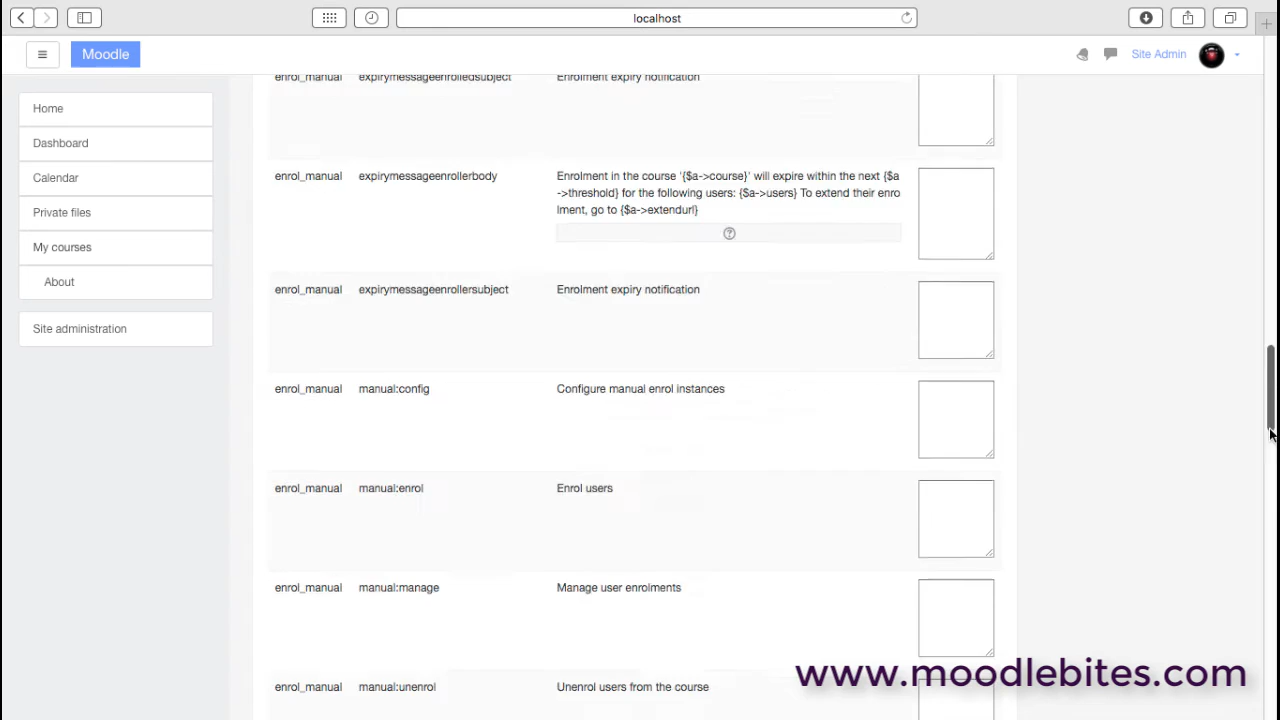 localhost
Moodle
Site Admin
Home
Dashboard
Calendar
Private files
My courses
About
Site administration
enrol_manual expirymessageenrolledsubject Enrolment expiry notification
enrol_manual expirymessageenrollerbody Enrolment in the course '{$a->course}' will expire within the next {$a
->threshold} for the following users: {$a->users} To extend their enro
lment, go to {$a->extendurl}
enrol_manual expirymessageenrollersubject Enrolment expiry notification
enrol_manual manual:config Configure manual enrol instances
enrol_manual manual:enrol Enrol users
enrol_manual manual:manage Manage user enrolments
enrol_manual manual:unenrol Unenrol users from the course
www.moodlebites.com